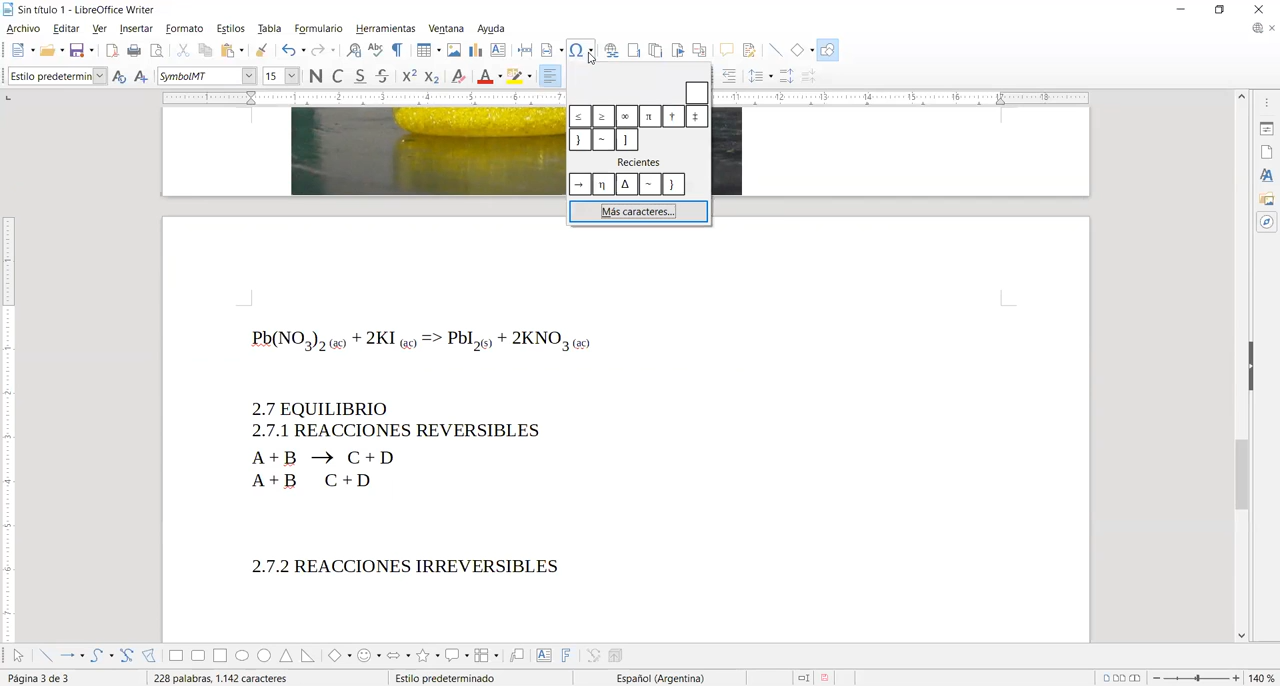 Sin título 1 - LibreOffice Writer
Archivo Editar Ver Insertar Formato Estilos Tabla Formulario Herramientas Ventana Ayuda
Estilo predetermin SymbolMT 15 N C S S X² X₂ A A
Ω
≤ ≥ ∞ π † ‡
} ~ ]
Recientes
→ η Δ ~ }
Más caracteres...
Pb(NO₃)₂ (ac) + 2KI (ac) => PbI₂(s) + 2KNO₃ (ac)
2.7 EQUILIBRIO
2.7.1 REACCIONES REVERSIBLES
A + B → C + D
A + B C + D
2.7.2 REACCIONES IRREVERSIBLES
Página 3 de 3 228 palabras, 1.142 caracteres Estilo predeterminado Español (Argentina) 140 %